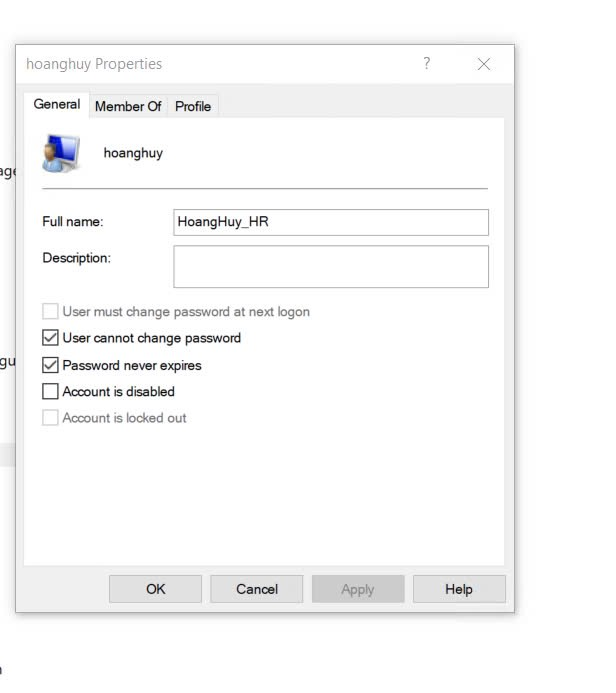 hoanghuy Properties
?
General Member Of Profile
hoanghuy
Full name: HoangHuy_HR
Description:
User must change password at next logon
User cannot change password
Password never expires
Account is disabled
Account is locked out
OK Cancel Apply Help